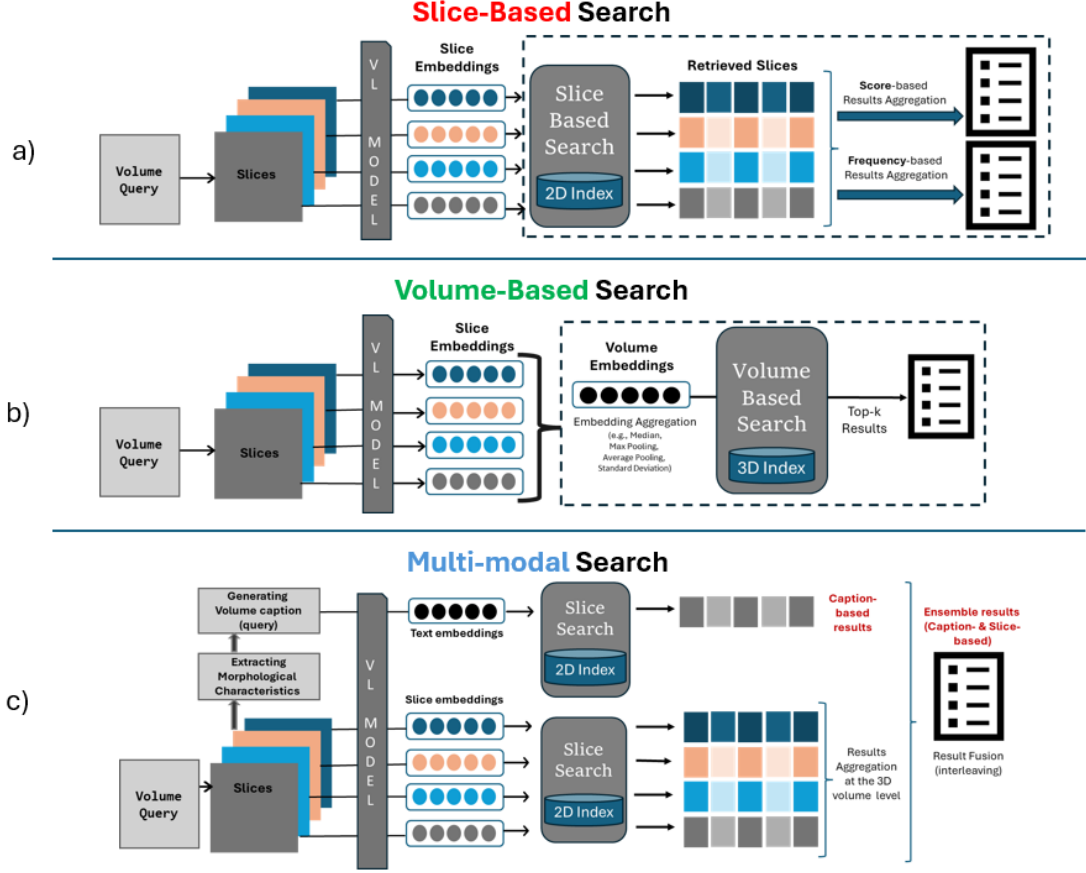 Slice-Based Search
a)
Volume
Query
Slices
V
L
M
O
D
E
L
Slice
Embeddings
Slice
Based
Search
2D Index
Retrieved Slices
Score-based
Results Aggregation
Frequency-based
Results Aggregation
Volume-Based Search
b)
Volume
Query
Slices
V
L
M
O
D
E
L
Slice
Embeddings
Volume
Embeddings
Embedding Aggregation
(e.g., Median,
Max Pooling,
Average Pooling,
Standard Deviation)
Volume
Based
Search
3D Index
Top-k
Results
Multi-modal Search
c)
Generating
Volume caption
(query)
Extracting
Morphological
Characteristics
Volume
Query
Slices
V
L
M
O
D
E
L
Text embeddings
Slice
Search
2D Index
Caption-
based
results
Slice embeddings
Slice
Search
2D Index
Results
Aggregation
at the 3D
volume level
Ensemble results
(Caption- & Slice-
based)
Result Fusion
(interleaving)